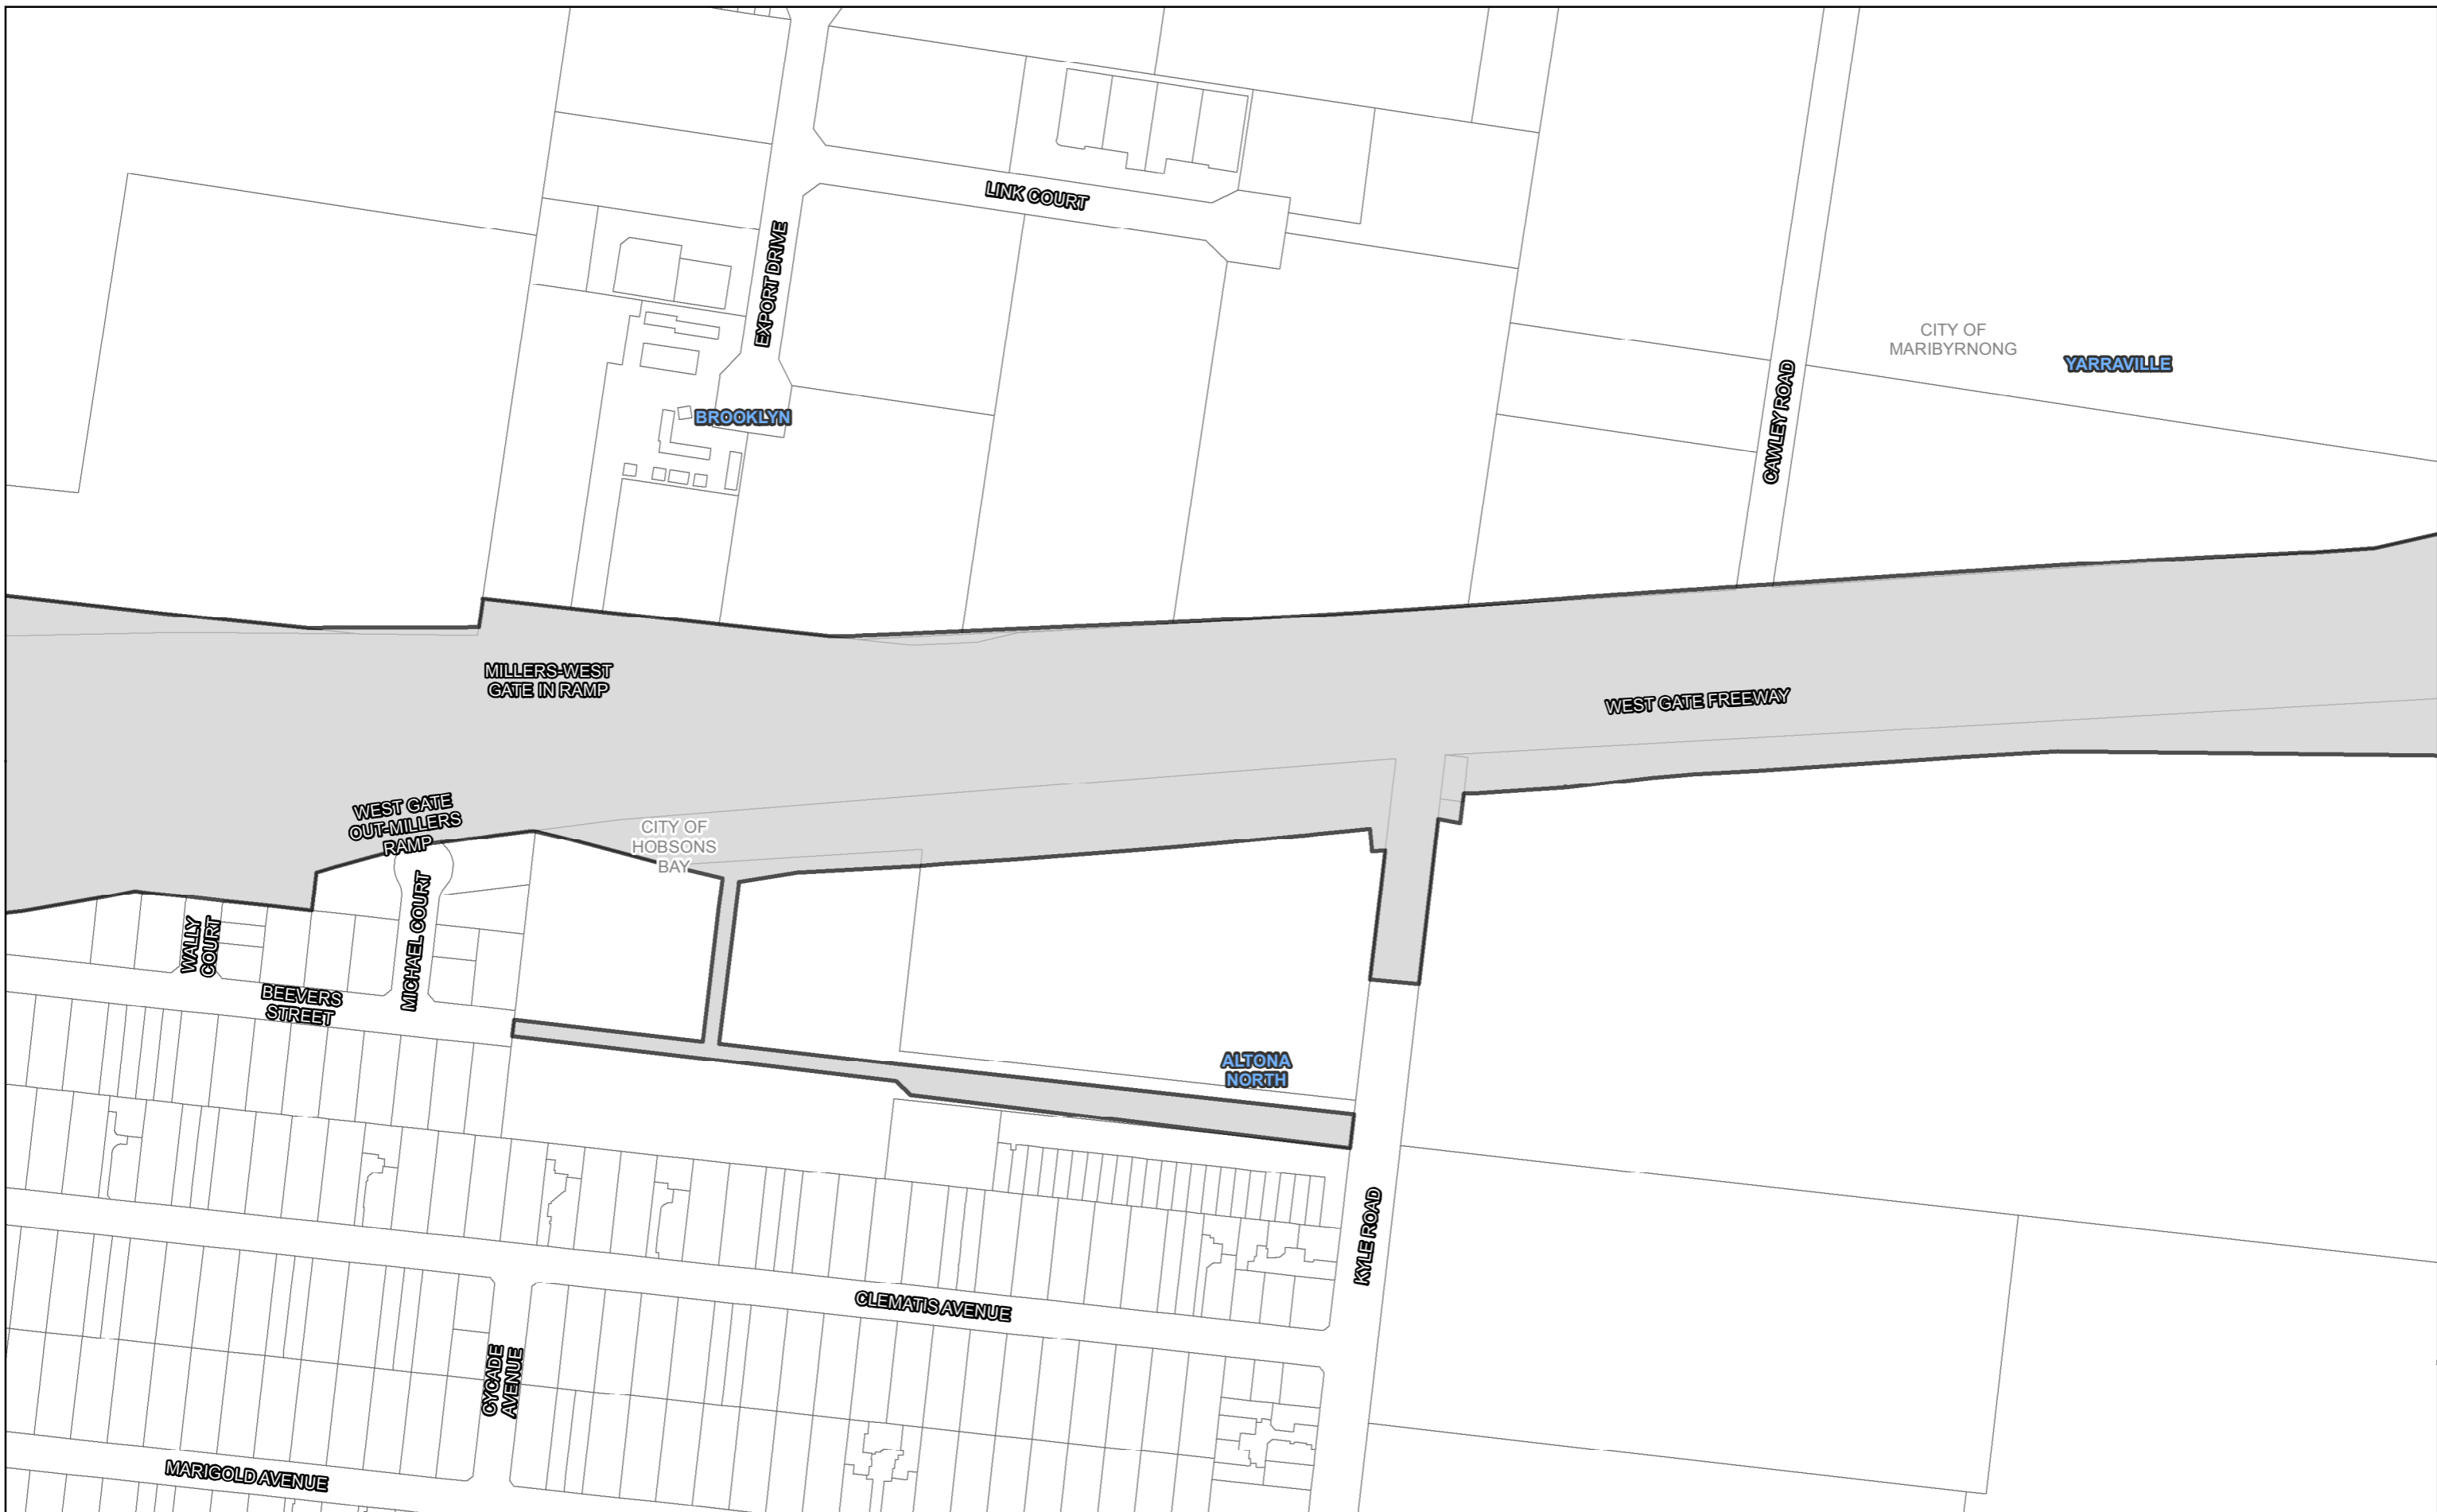 LINK COURT
EXPORT DRIVE
CITY OF
MARIBYRNONG
YARRAVILLE
CAWLEY ROAD
BROOKLYN
MILLERS-WEST
GATE IN RAMP
WEST GATE FREEWAY
WEST GATE
OUT-MILLERS
RAMP
CITY OF
HOBSONS
BAY
WALLY
COURT
MICHAEL COURT
BEEVERS
STREET
ALTONA
NORTH
KYLE ROAD
CLEMATIS AVENUE
CYCADE
AVENUE
MARIGOLD AVENUE